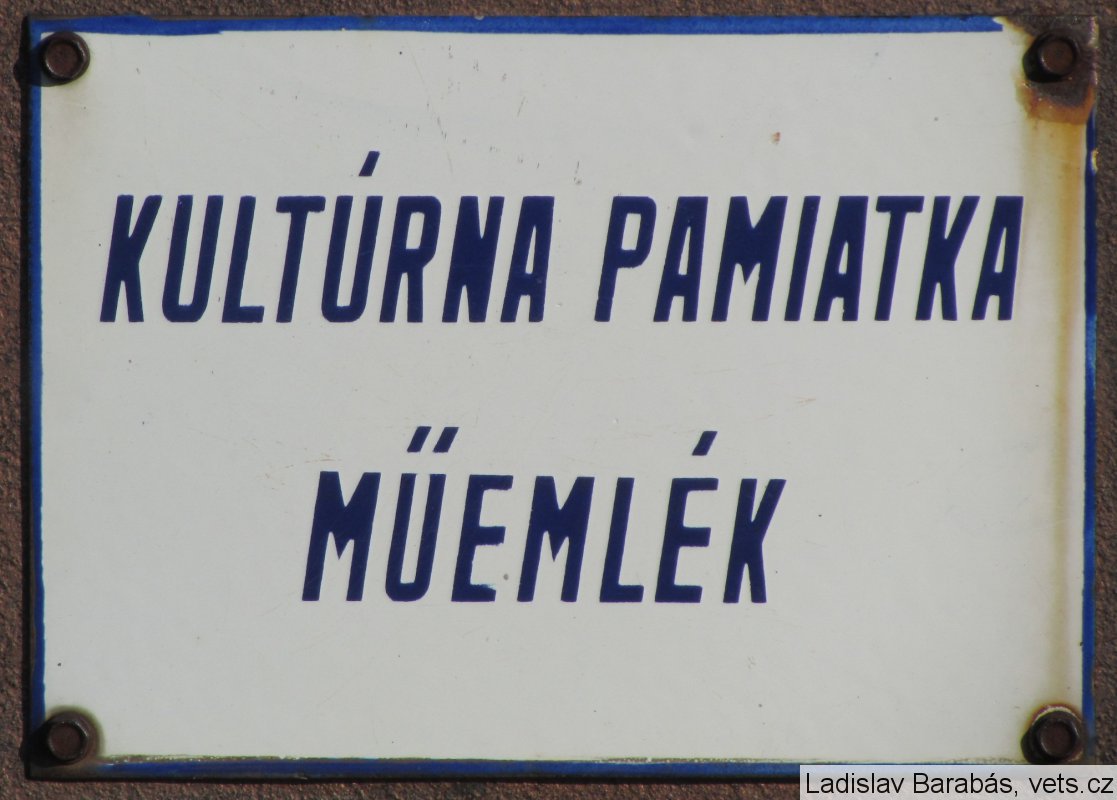 KULTÚRNA PAMIATKA
MŰEMLÉK
Ladislav Barabás, vets.cz